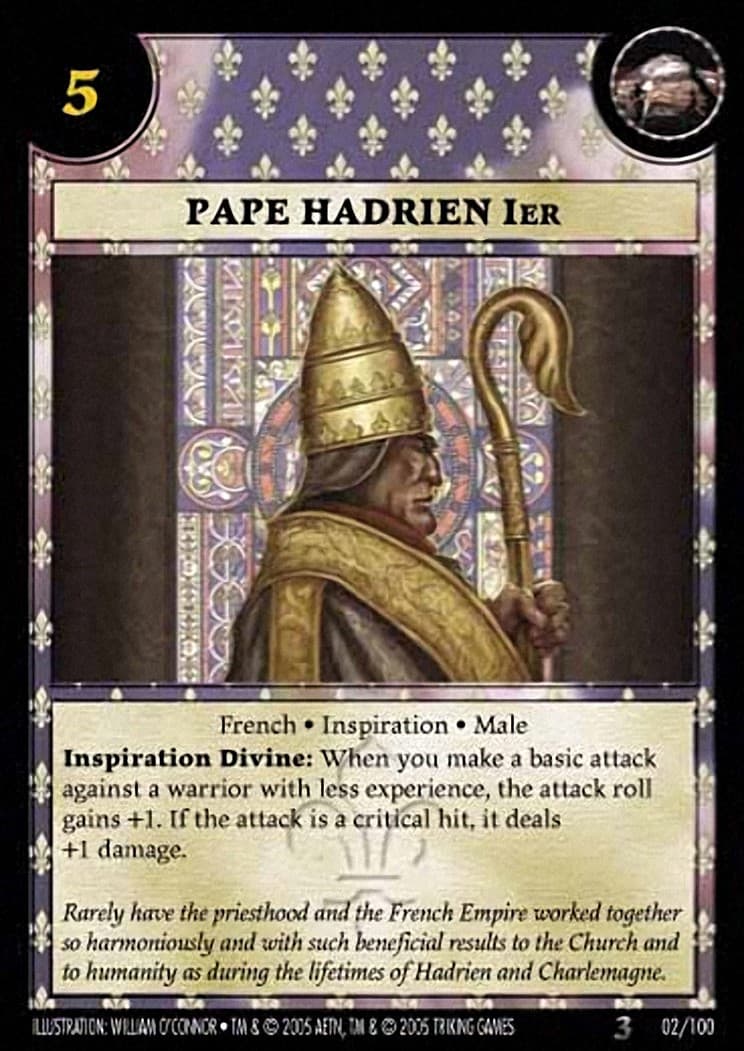 5
PAPE HADRIEN IER
French • Inspiration • Male
Inspiration Divine: When you make a basic attack
against a warrior with less experience, the attack roll
gains +1. If the attack is a critical hit, it deals
+1 damage.
Rarely have the priesthood and the French Empire worked together
so harmoniously and with such beneficial results to the Church and
to humanity as during the lifetimes of Hadrien and Charlemagne.
ILLUSTRATION: WILLIAM O'CONNOR • TM & © 2005 AETN, TM & © 2005 TRIKING GAMES 3 02/100